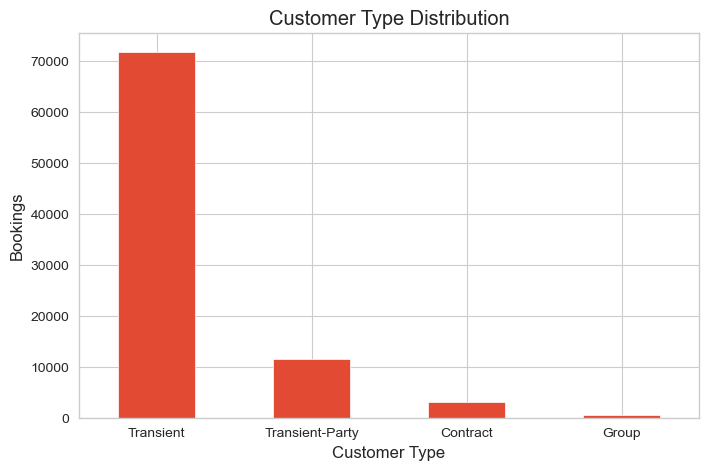 Customer Type Distribution
70000
60000
50000
40000
30000
20000
10000
0
Bookings
Transient Transient-Party Contract Group
Customer Type